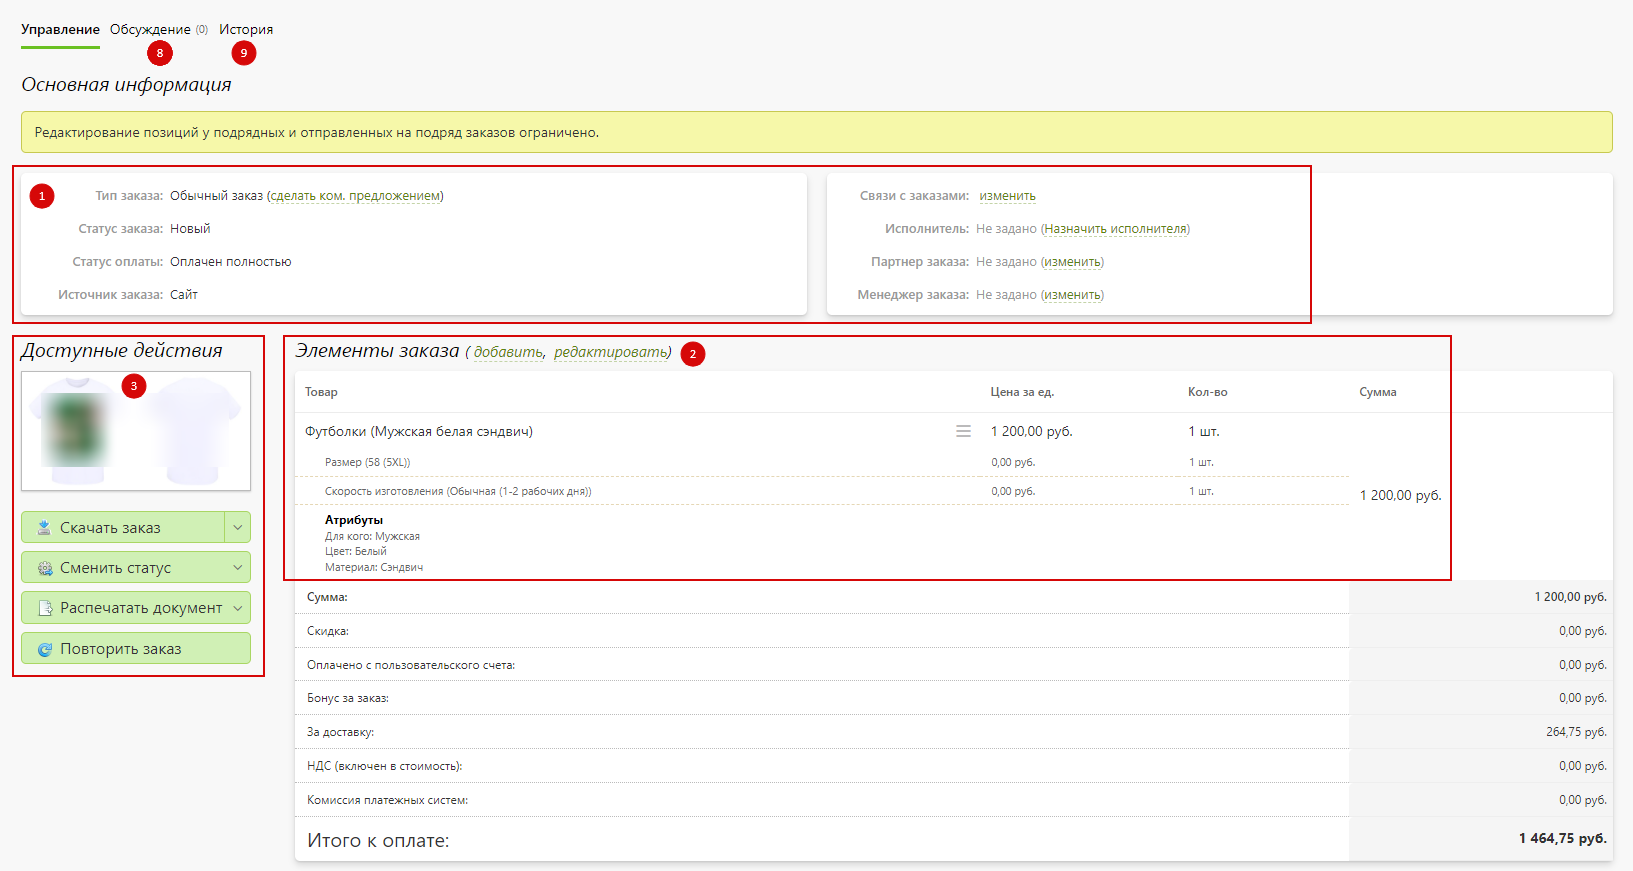 Управление Обсуждение (0) История
8 9
Основная информация
Редактирование позиций у подрядных и отправленных на подряд заказов ограничено.
1 Тип заказа: Обычный заказ (сделать ком. предложением)
Статус заказа: Новый
Статус оплаты: Оплачен полностью
Источник заказа: Сайт
Связи с заказами: изменить
Исполнитель: Не задано (Назначить исполнителя)
Партнер заказа: Не задано (изменить)
Менеджер заказа: Не задано (изменить)
Доступные действия
3
Скачать заказ
Сменить статус
Распечатать документ
Повторить заказ
Элементы заказа ( добавить, редактировать) 2
Товар Цена за ед. Кол-во Сумма
Футболки (Мужская белая сэндвич) 1 200,00 руб. 1 шт.
Размер (58 (5XL)) 0,00 руб. 1 шт.
Скорость изготовления (Обычная (1-2 рабочих дня)) 0,00 руб. 1 шт.
1 200,00 руб.
Атрибуты
Для кого: Мужская
Цвет: Белый
Материал: Сэндвич
Сумма: 1 200,00 руб.
Скидка: 0,00 руб.
Оплачено с пользовательского счета: 0,00 руб.
Бонус за заказ: 0,00 руб.
За доставку: 264,75 руб.
НДС (включен в стоимость): 0,00 руб.
Комиссия платежных систем: 0,00 руб.
Итого к оплате: 1 464,75 руб.